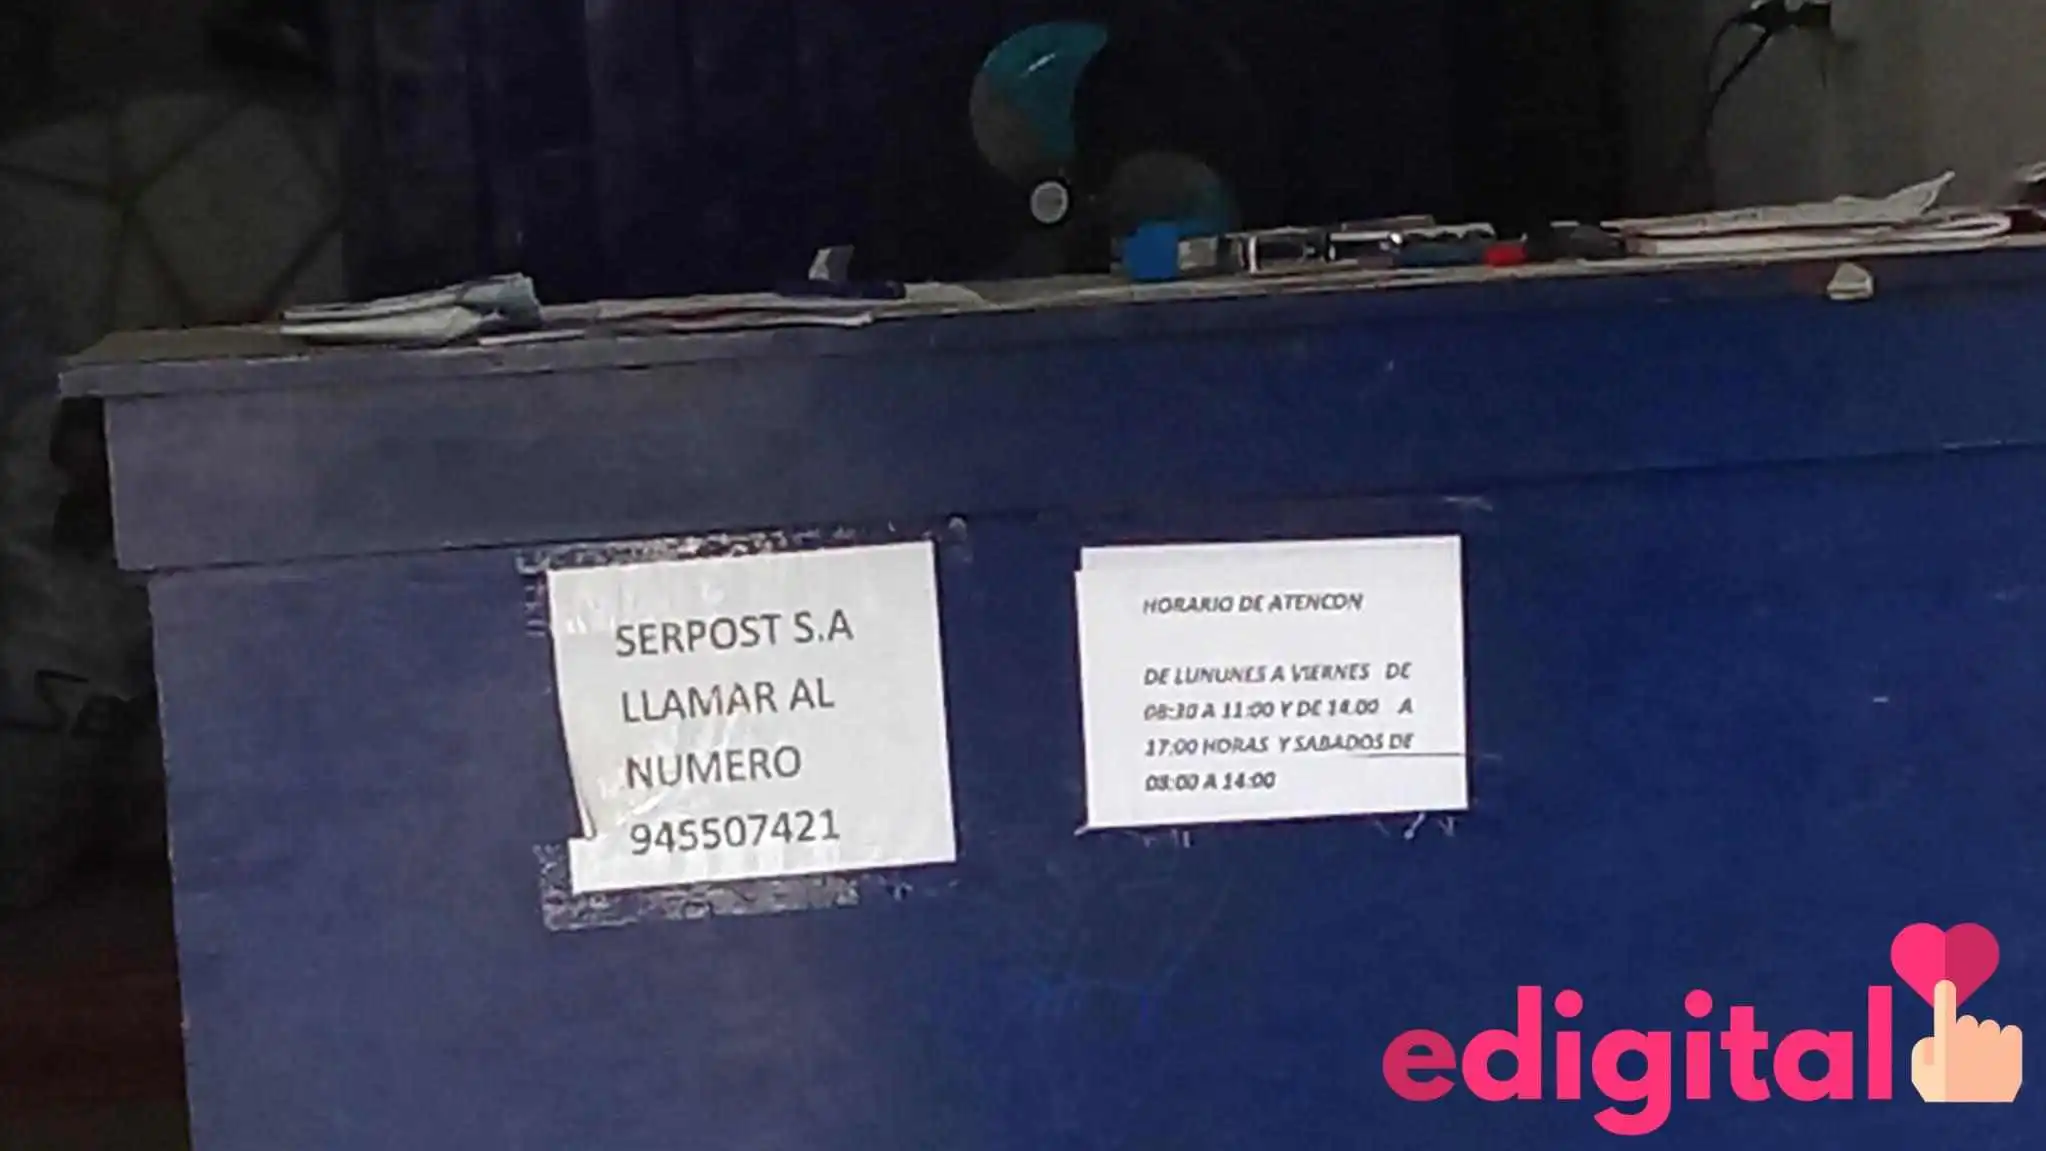 SERPOST S.A
LLAMAR AL
NUMERO
945507421
HORARIO DE ATENCON
DE LUNUNES A VIERNES DE
08:30 A 11:00 Y DE 14.00 A
17:00 HORAS Y SABADOS DE
08:00 A 14:00
edigital